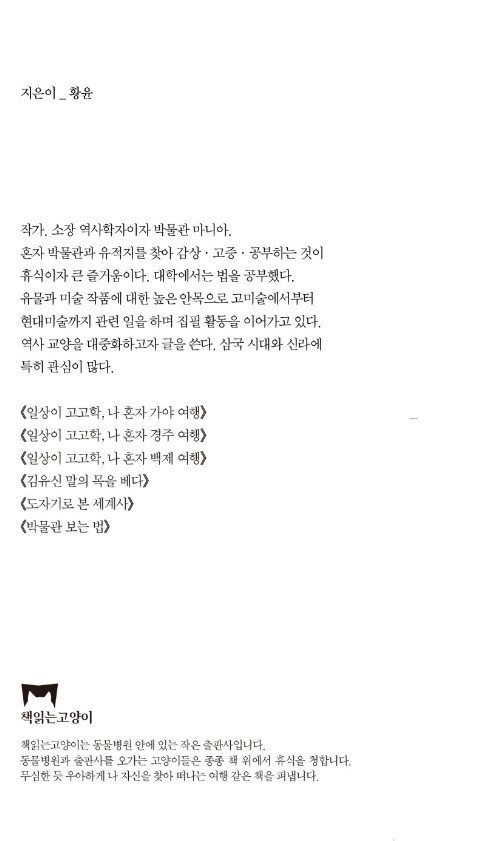 지은이 _ 황윤
작가. 소장 역사학자이자 박물관 마니아.
혼자 박물관과 유적지를 찾아 감상 · 고증 · 공부하는 것이
휴식이자 큰 즐거움이다. 대학에서는 법을 공부했다.
유물과 미술 작품에 대한 높은 안목으로 고미술에서부터
현대미술까지 관련 일을 하며 집필 활동을 이어가고 있다.
역사 교양을 대중화하고자 글을 쓴다. 삼국 시대와 신라에
특히 관심이 많다.
《일상이 고고학, 나 혼자 가야 여행》
《일상이 고고학, 나 혼자 경주 여행》
《일상이 고고학, 나 혼자 백제 여행》
《김유신 말의 목을 베다》
《도자기로 본 세계사》
《박물관 보는 법》
책읽는고양이
책읽는고양이는 동물병원 안에 있는 작은 출판사입니다.
동물병원과 출판사를 오가는 고양이들은 종종 책 위에서 휴식을 청합니다.
무심한 듯 우아하게 나 자신을 찾아 떠나는 여행 같은 책을 펴냅니다.